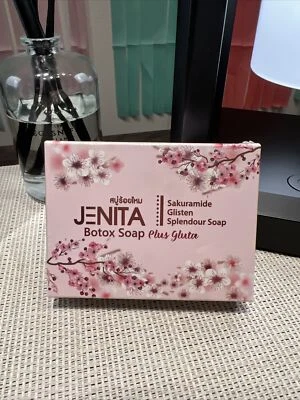 สบู่ร้อยไหม
JENITA
Botox Soap Plus Gluta
Sakuramide
Glisten
Splendour Soap